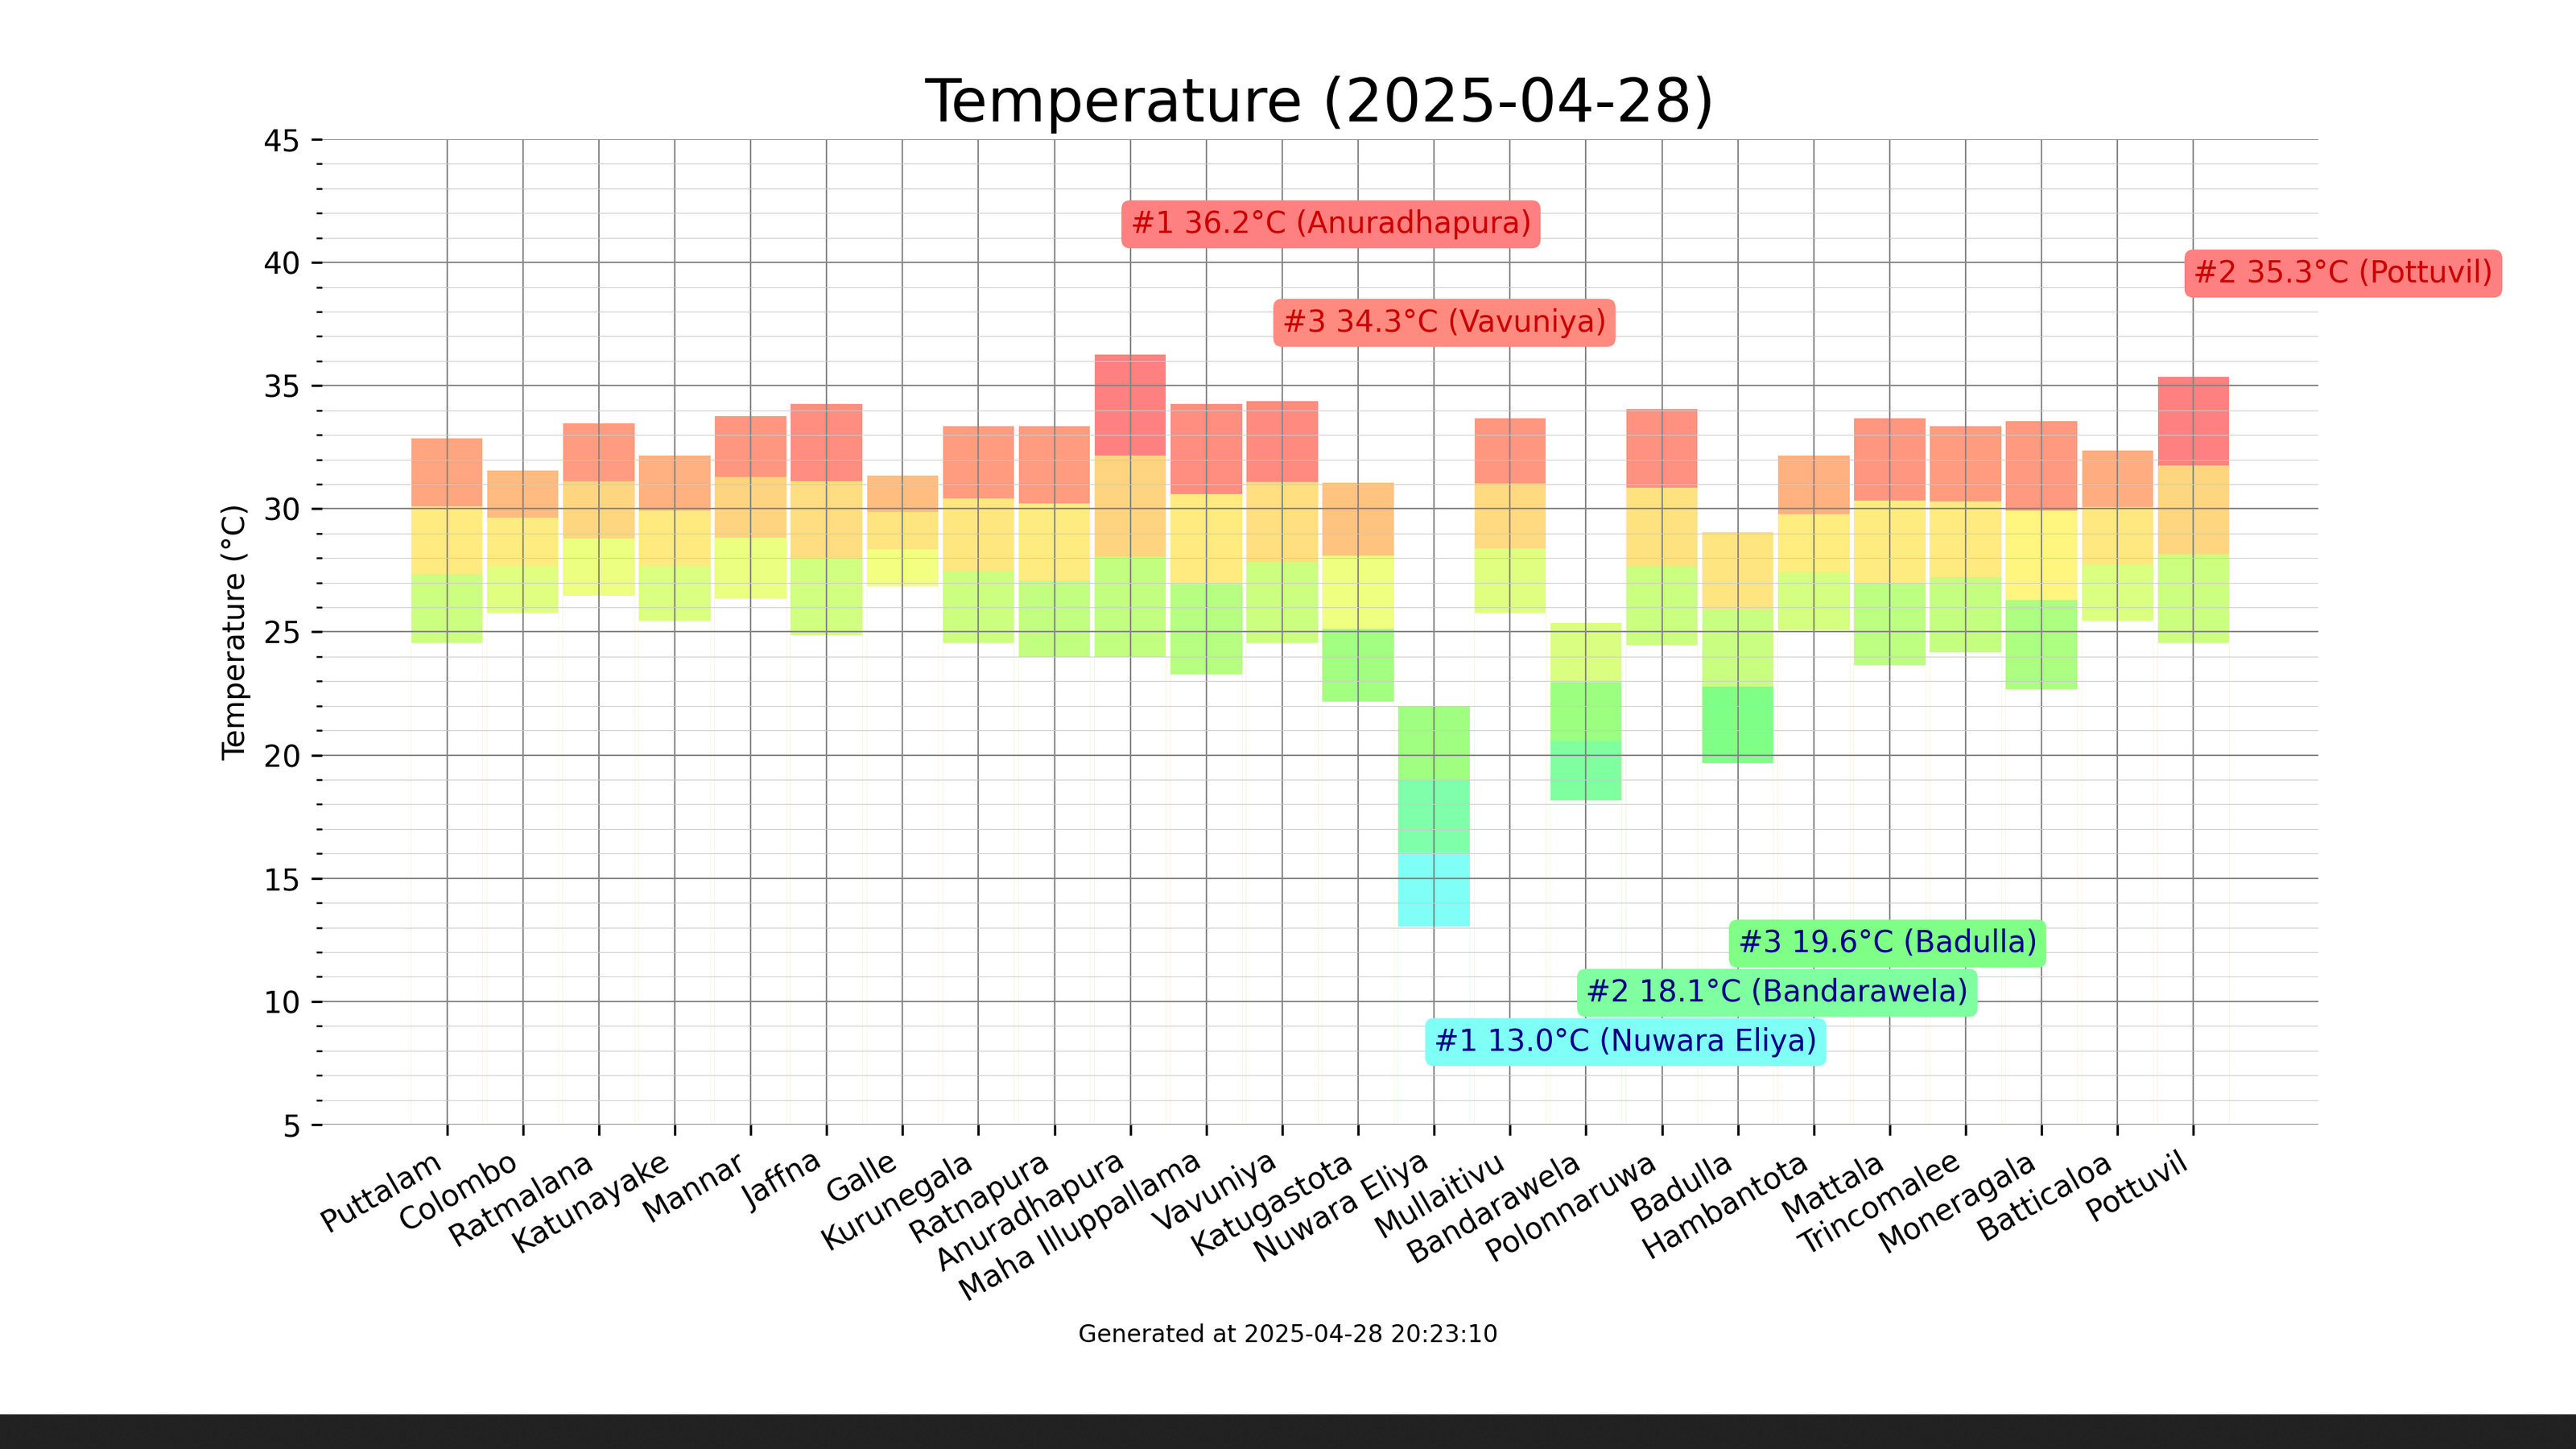 Temperature (2025-04-28)
45
40
35
30
25
20
15
10
5
Temperature (°C)
#1 36.2°C (Anuradhapura)
#2 35.3°C (Pottuvil)
#3 34.3°C (Vavuniya)
#3 19.6°C (Badulla)
#2 18.1°C (Bandarawela)
#1 13.0°C (Nuwara Eliya)
Puttalam
Colombo
Ratmalana
Katunayake
Mannar
Jaffna
Galle
Kurunegala
Ratnapura
Anuradhapura
Maha Illuppallama
Vavuniya
Katugastota
Nuwara Eliya
Mullaitivu
Bandarawela
Polonnaruwa
Badulla
Hambantota
Mattala
Trincomalee
Moneragala
Batticaloa
Pottuvil
Generated at 2025-04-28 20:23:10